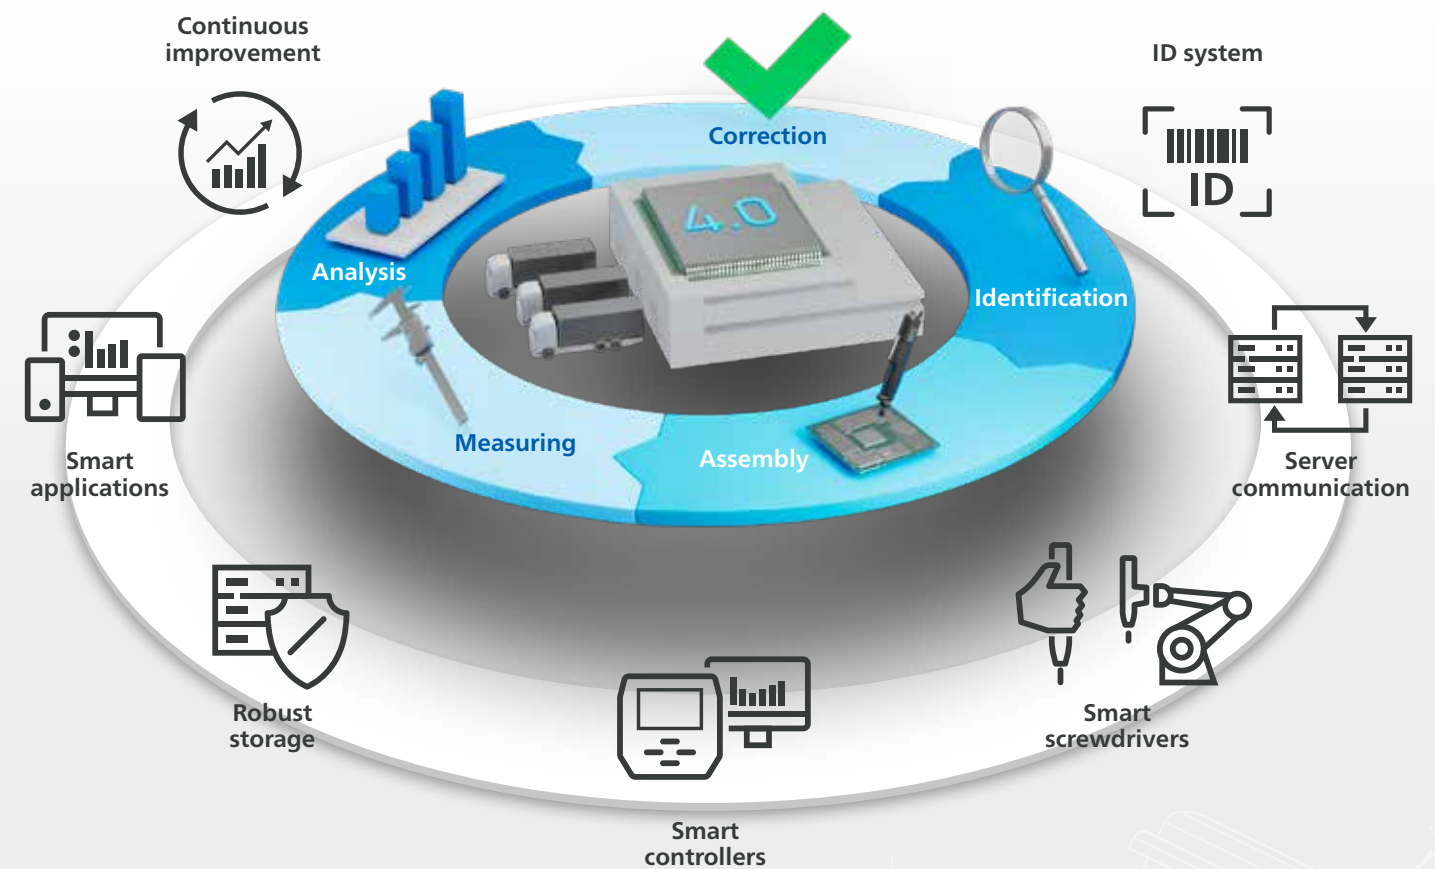 Continuous
improvement
ID system
Correction
4.0
ID
Analysis
Identification
Measuring
Assembly
Smart
applications
Server
communication
Robust
storage
Smart
screwdrivers
Smart
controllers